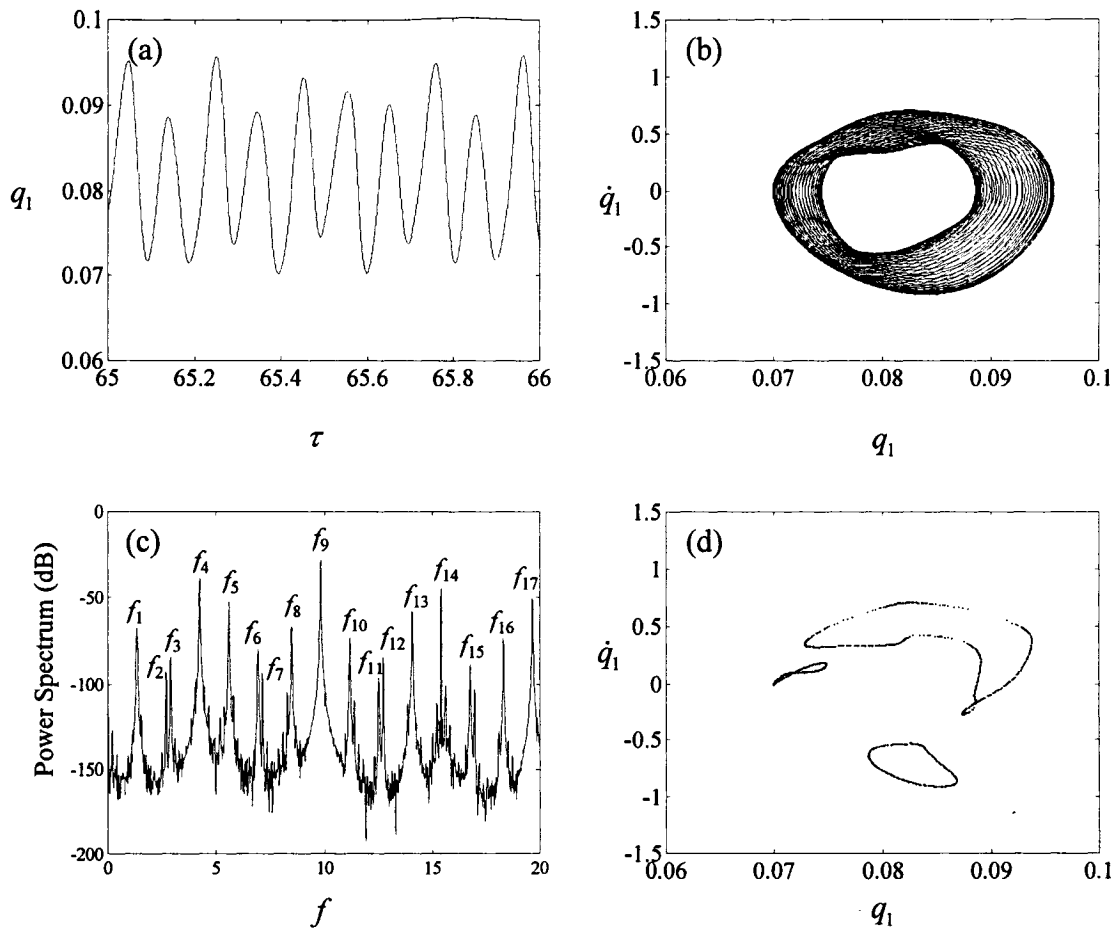 (a)
0.1
0.09
0.08
0.07
0.06
q1
65
65.2
65.4
65.6
65.8
66
τ
(b)
1.5
1
0.5
0
-0.5
-1
-1.5
q̇1
0.06
0.07
0.08
0.09
0.1
q1
(c)
0
-50
-100
-150
-200
Power Spectrum (dB)
f1
f2
f3
f4
f5
f6
f7
f8
f9
f10
f11
f12
f13
f14
f15
f16
f17
0
5
10
15
20
f
(d)
1.5
1
0.5
0
-0.5
-1
-1.5
q̇1
0.06
0.07
0.08
0.09
0.1
q1